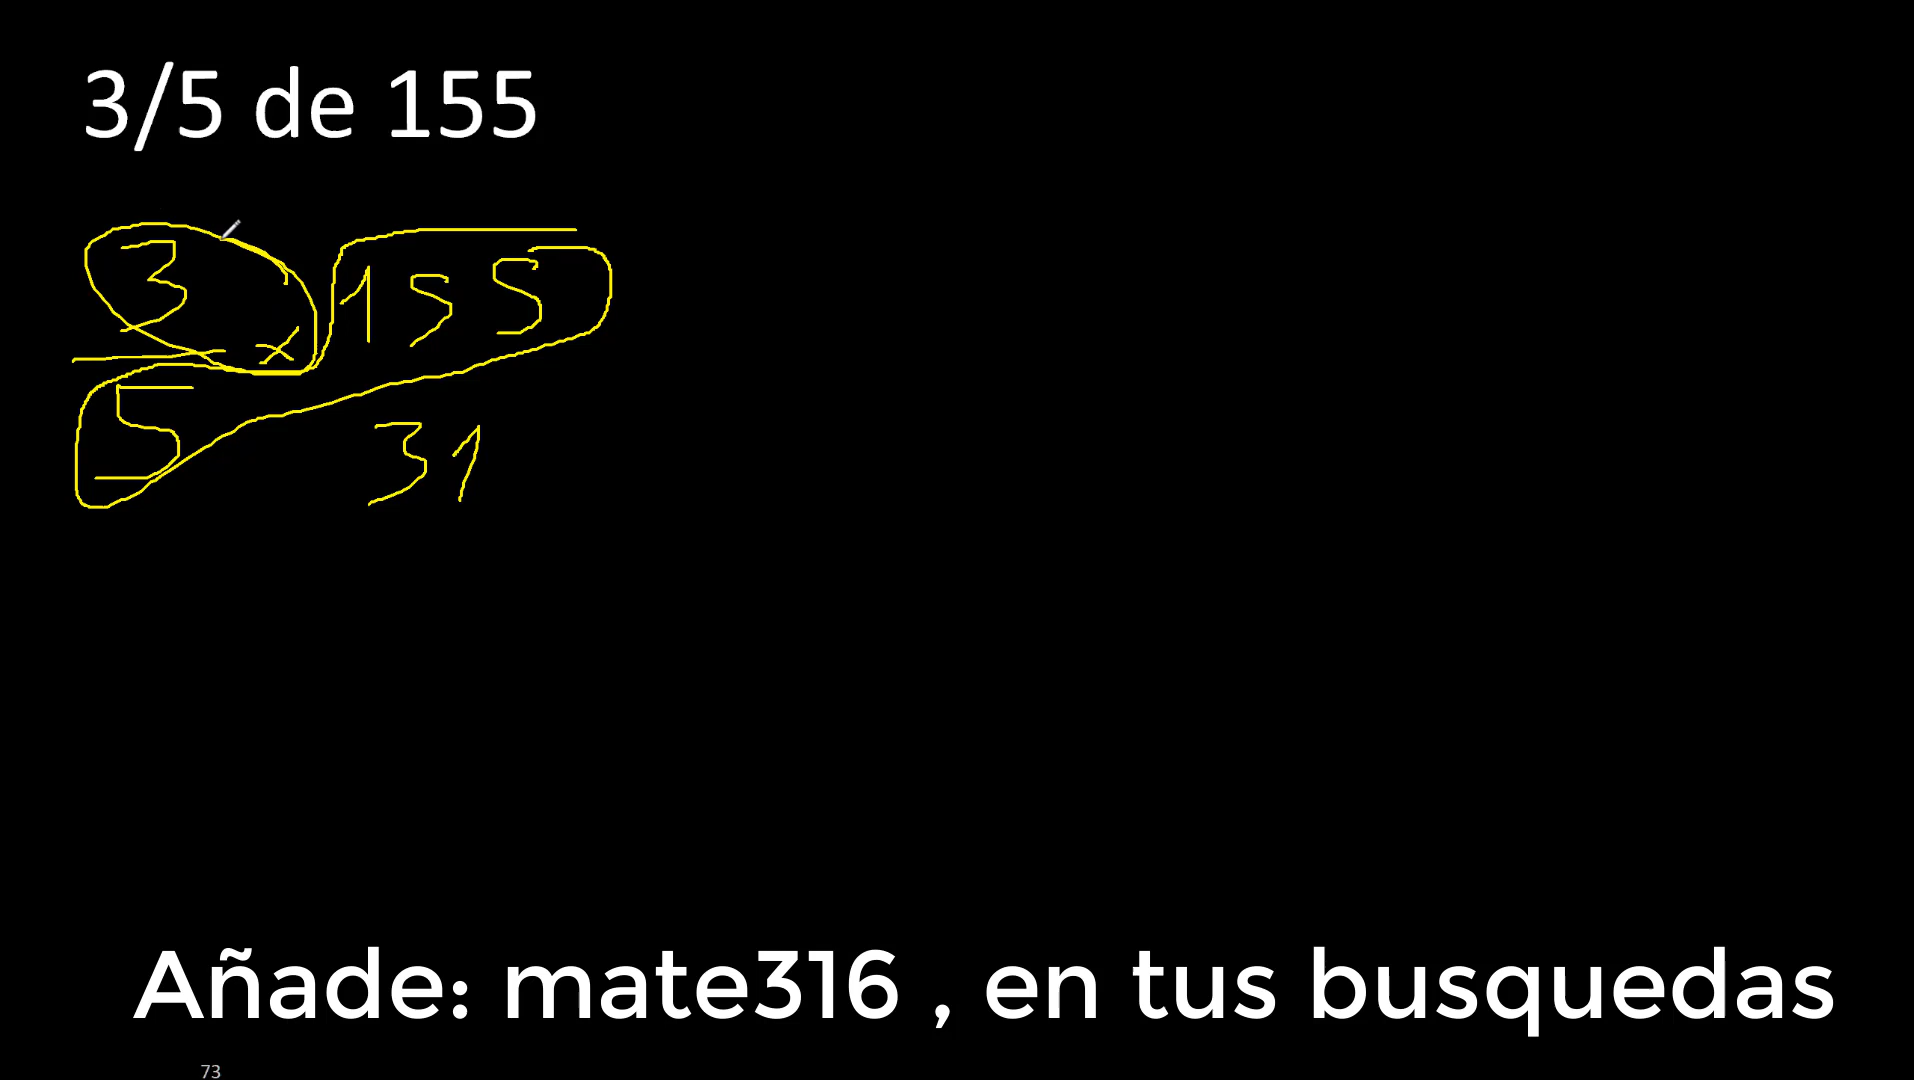 3/5 de 155
3 x 155
5
31
Añade: mate316 , en tus busquedas
73